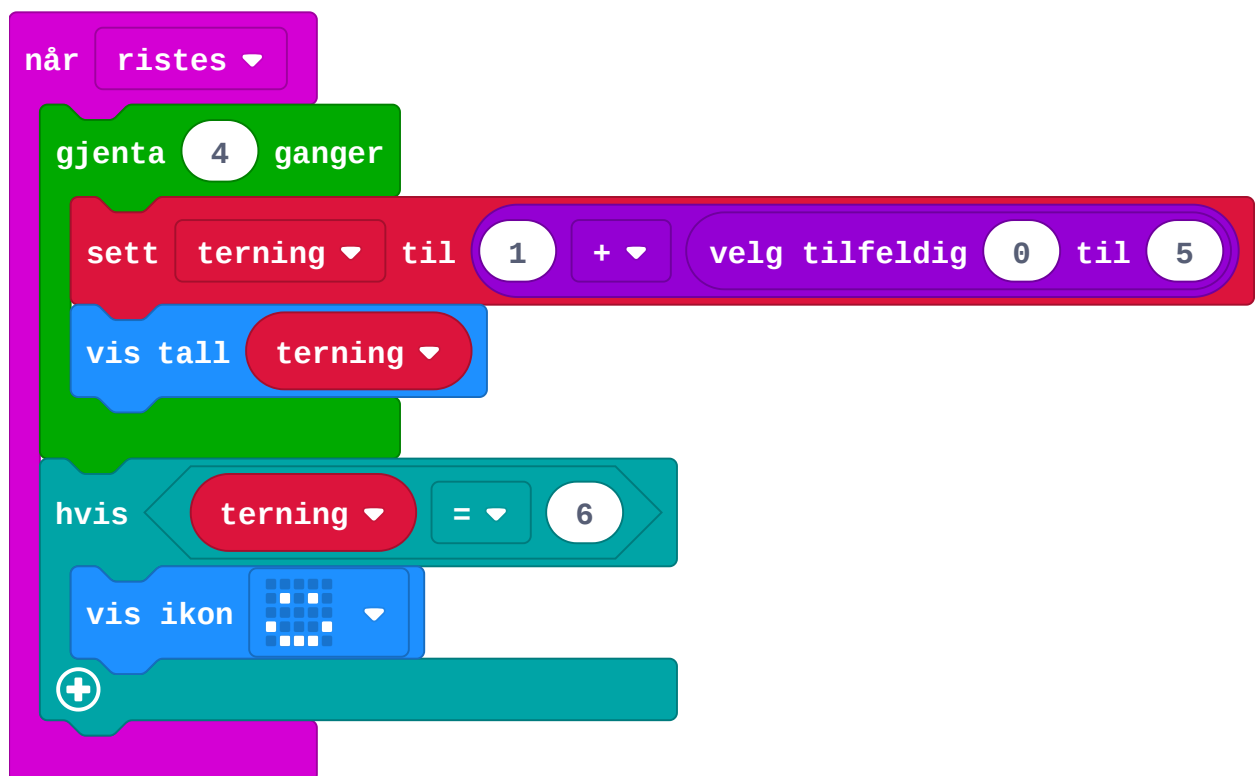 når ristes
gjenta 4 ganger
sett terning til 1 + velg tilfeldig 0 til 5
vis tall terning
hvis terning = 6
vis ikon